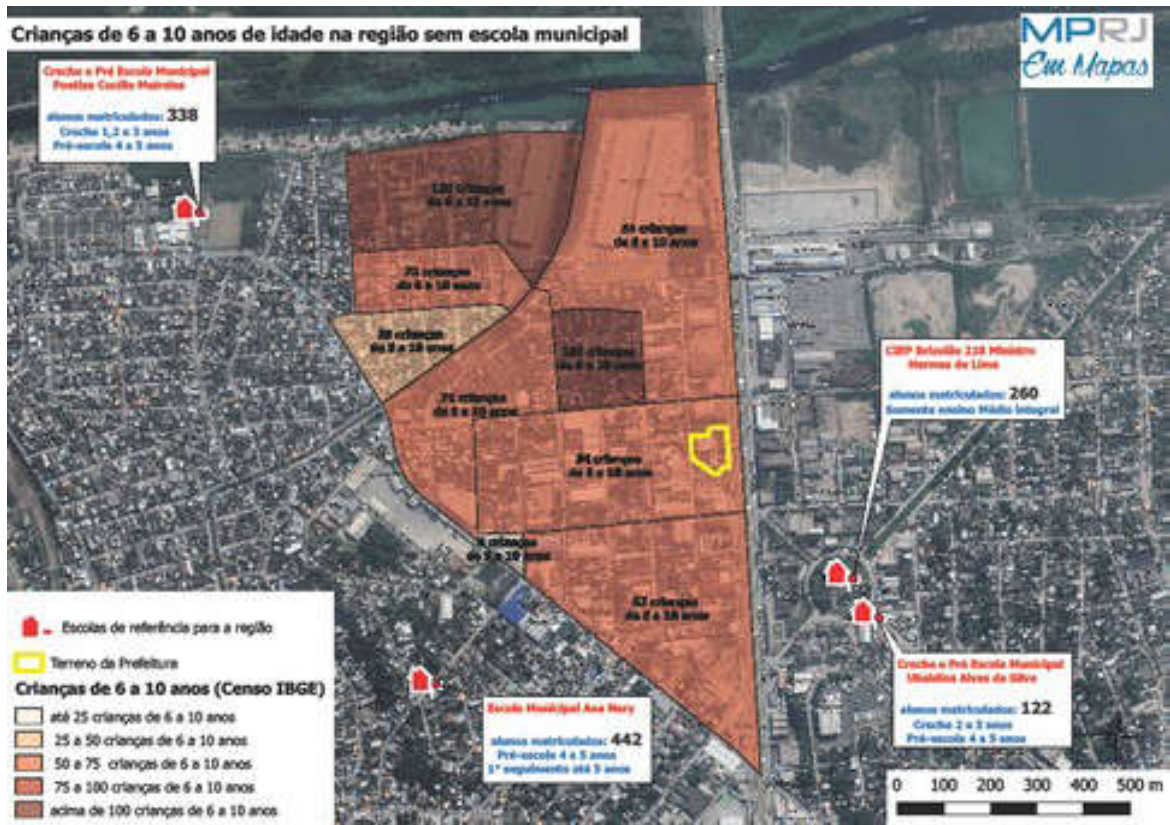 Crianças de 6 a 10 anos de idade na região sem escola municipal
MPRJ
Em Mapas
Creche e Pré Escola Municipal
alunos matriculados: 338
Creche 1,2 e 3 anos
Pré-escola 4 e 5 anos
crianças
de 6 a 10 anos
crianças
de 6 a 10 anos
crianças
de 6 a 10 anos
crianças
de 6 a 10 anos
crianças
de 6 a 10 anos
crianças
de 6 a 10 anos
crianças
de 6 a 10 anos
crianças
de 6 a 10 anos
crianças
de 6 a 10 anos
CIEP Brizolão 218 Ministro
Hermes de Lima
alunos matriculados: 260
Somente ensino Médio integral
Creche e Pré Escola Municipal
Ubaldina Alves da Silva
alunos matriculados: 122
Creche 2 e 3 anos
Pré-escola 4 e 5 anos
Escola Municipal Ana Nery
alunos matriculados: 442
Pré-escola 4 e 5 anos
1º seguimento até 5 anos
Escolas de referência para a região
Terreno da Prefeitura
Crianças de 6 a 10 anos (Censo IBGE)
até 25 crianças de 6 a 10 anos
25 a 50 crianças de 6 a 10 anos
50 a 75 crianças de 6 a 10 anos
75 a 100 crianças de 6 a 10 anos
acima de 100 crianças de 6 a 10 anos
0 100 200 300 400 500 m